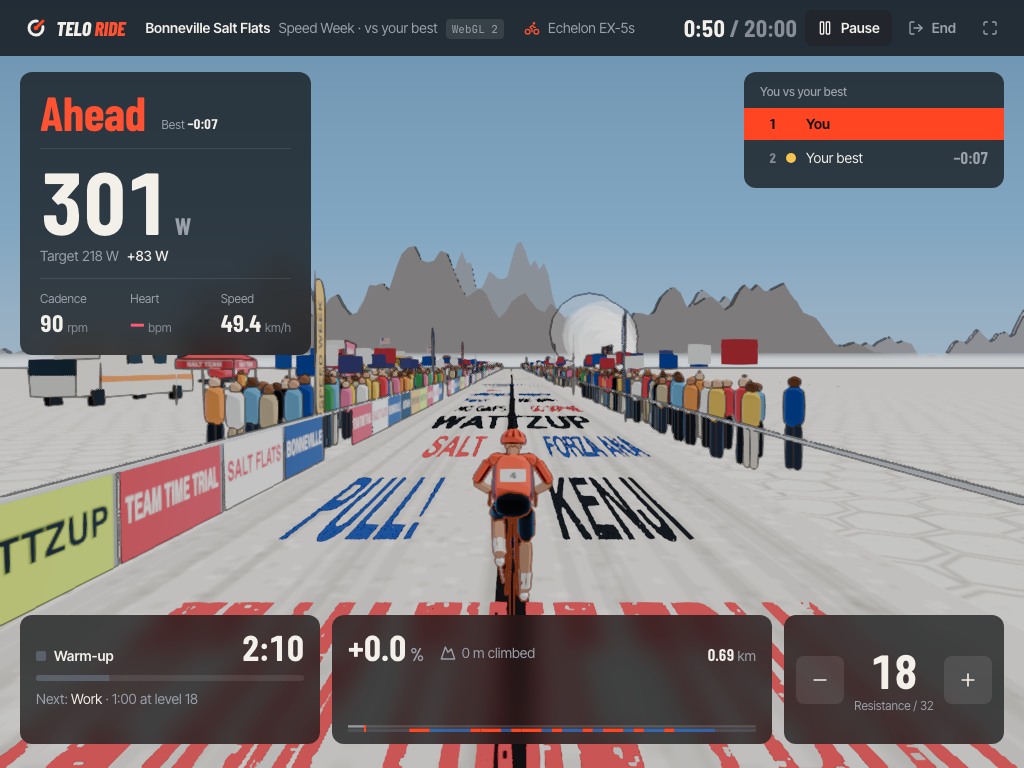 TELO RIDE Bonneville Salt Flats Speed Week · vs your best WebGL 2 Echelon EX-5s 0:50 / 20:00 Pause End
Ahead Best −0:07
301 W
Target 218 W +83 W
Cadence Heart Speed
90 rpm — bpm 49.4 km/h
You vs your best
1 You
2 Your best −0:07
SALT TEAM
WATTZUP
SALT
PULL!
KENJI
4
TTZUP
TEAM TIME TRIAL
SALT FLATS
BONNEVILLE
Warm-up 2:10
Next: Work · 1:00 at level 18
+0.0 % 0 m climbed 0.69 km
− 18 +
Resistance / 32